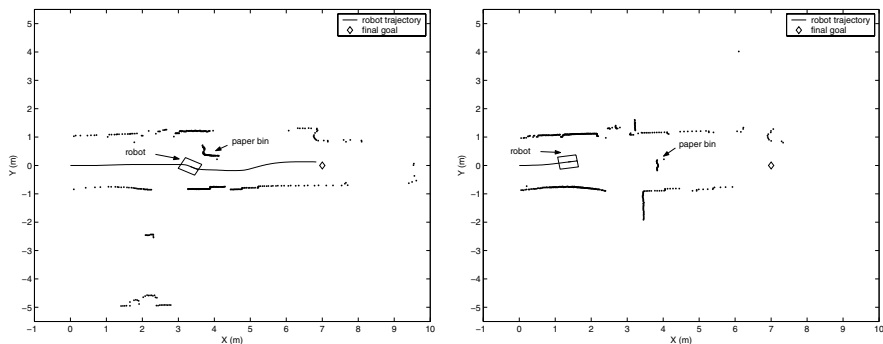 robot trajectory
final goal
5
4
3
2
1
0
−1
−2
−3
−4
−5
Y (m)
paper bin
robot
−1 0 1 2 3 4 5 6 7 8 9 10
X (m)
robot trajectory
final goal
5
4
3
2
1
0
−1
−2
−3
−4
−5
Y (m)
paper bin
robot
−1 0 1 2 3 4 5 6 7 8 9 10
X (m)